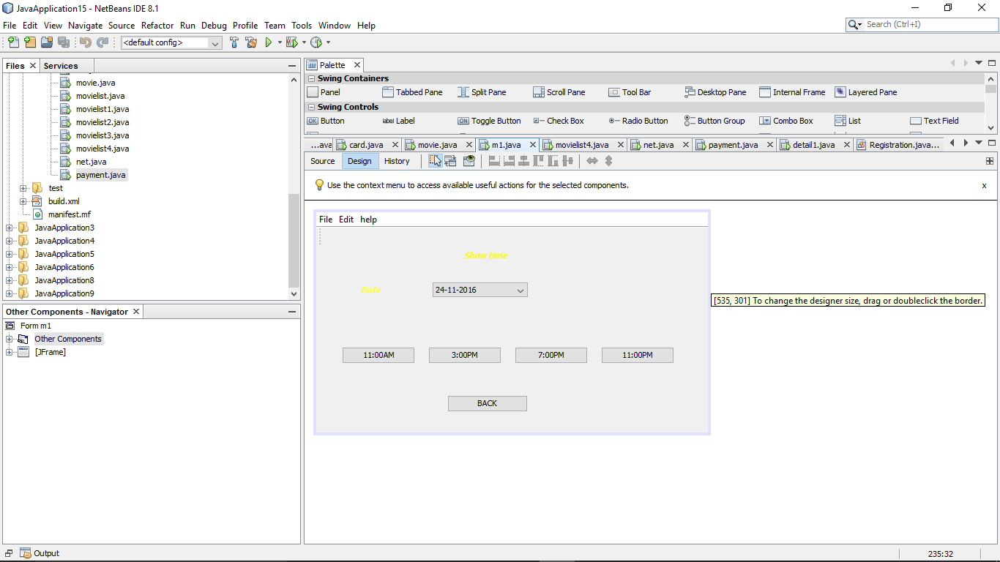 JavaApplication15 - NetBeans IDE 8.1
File Edit View Navigate Source Refactor Run Debug Profile Team Tools Window Help
Search (Ctrl+I)
<default config>
Files
Services
movie.java
movielist.java
movielist1.java
movielist2.java
movielist3.java
movielist4.java
net.java
payment.java
test
build.xml
manifest.mf
JavaApplication3
JavaApplication4
JavaApplication5
JavaApplication6
JavaApplication8
JavaApplication9
Other Components - Navigator
Form m1
Other Components
[JFrame]
Palette
Swing Containers
Panel Tabbed Pane Split Pane Scroll Pane Tool Bar Desktop Pane Internal Frame Layered Pane
Swing Controls
OK Button label Label ON Toggle Button Check Box Radio Button Button Group Combo Box List Text Field
...ava card.java movie.java m1.java movielist4.java net.java payment.java detail1.java Registration.java...
Source Design History
Use the context menu to access available useful actions for the selected components. x
File Edit help
Show time
Date 24-11-2016
[535, 301] To change the designer size, drag or doubleclick the border.
11:00AM 3:00PM 7:00PM 11:00PM
BACK
Output
235:32